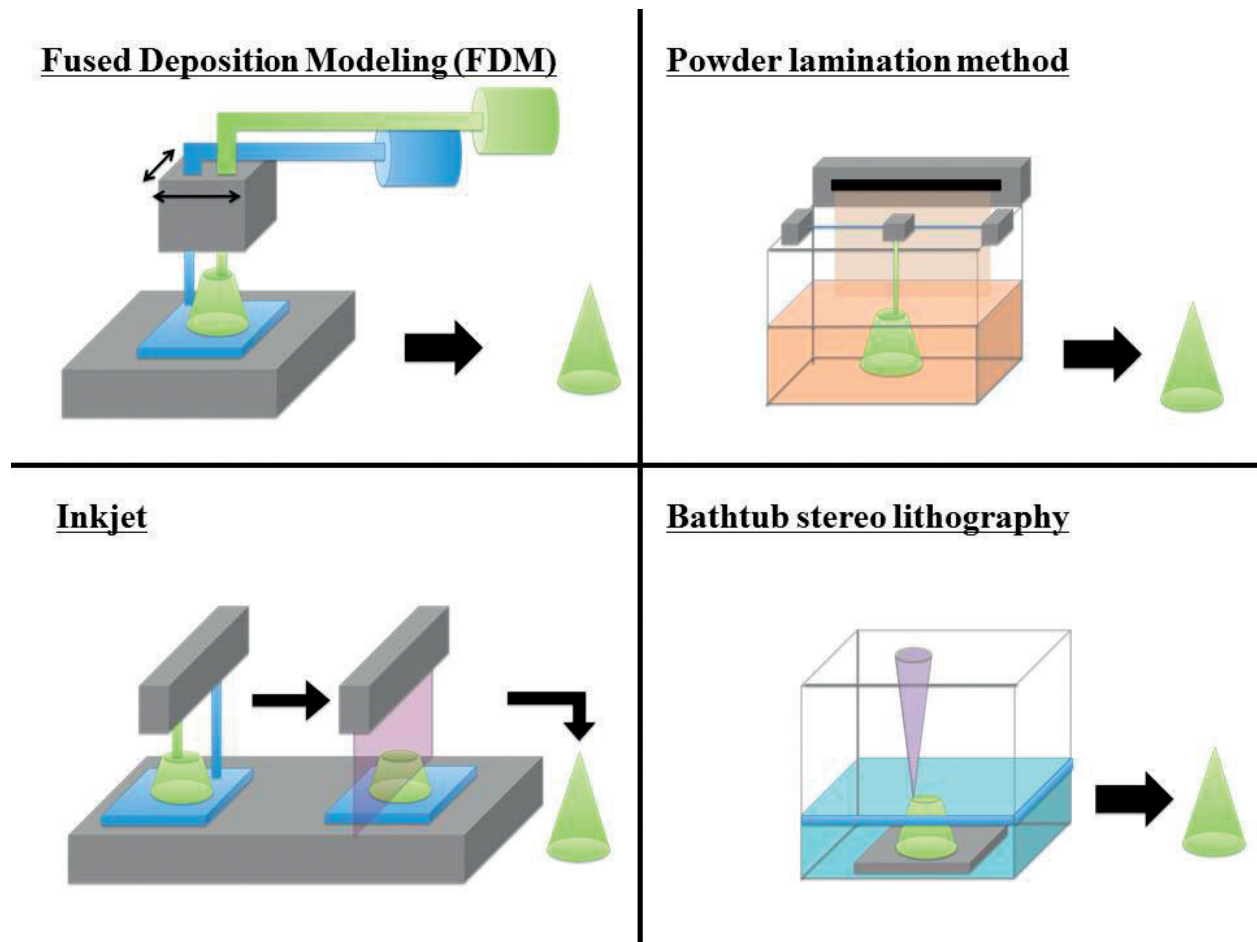 Fused Deposition Modeling (FDM)
Powder lamination method
Inkjet
Bathtub stereo lithography